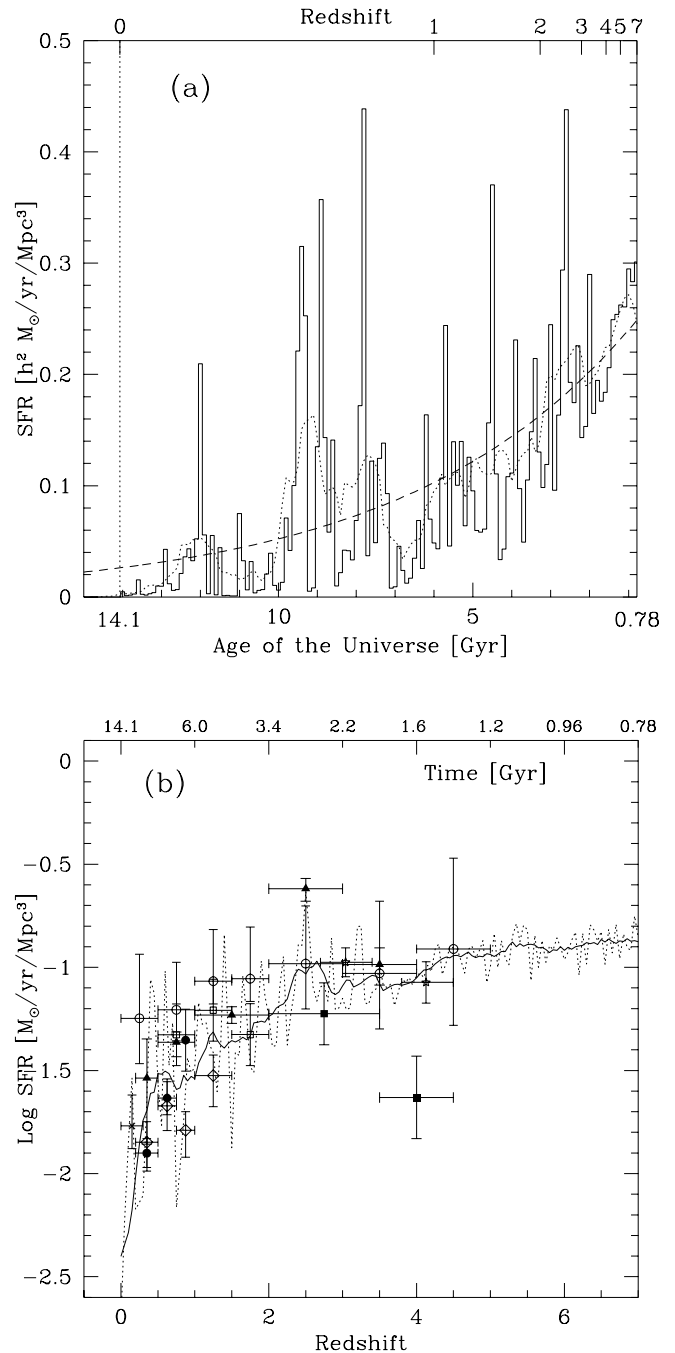 Redshift
0 1 2 3 4 5 7
(a)
0.5
0.4
0.3
0.2
0.1
0
SFR [h² M⊙/yr/Mpc³]
14.1 10 5 0.78
Age of the Universe [Gyr]
14.1 6.0 3.4 2.2 1.6 1.2 0.96 0.78
(b)
Time [Gyr]
0
−0.5
−1
−1.5
−2
−2.5
Log SFR [M⊙/yr/Mpc³]
0 2 4 6
Redshift